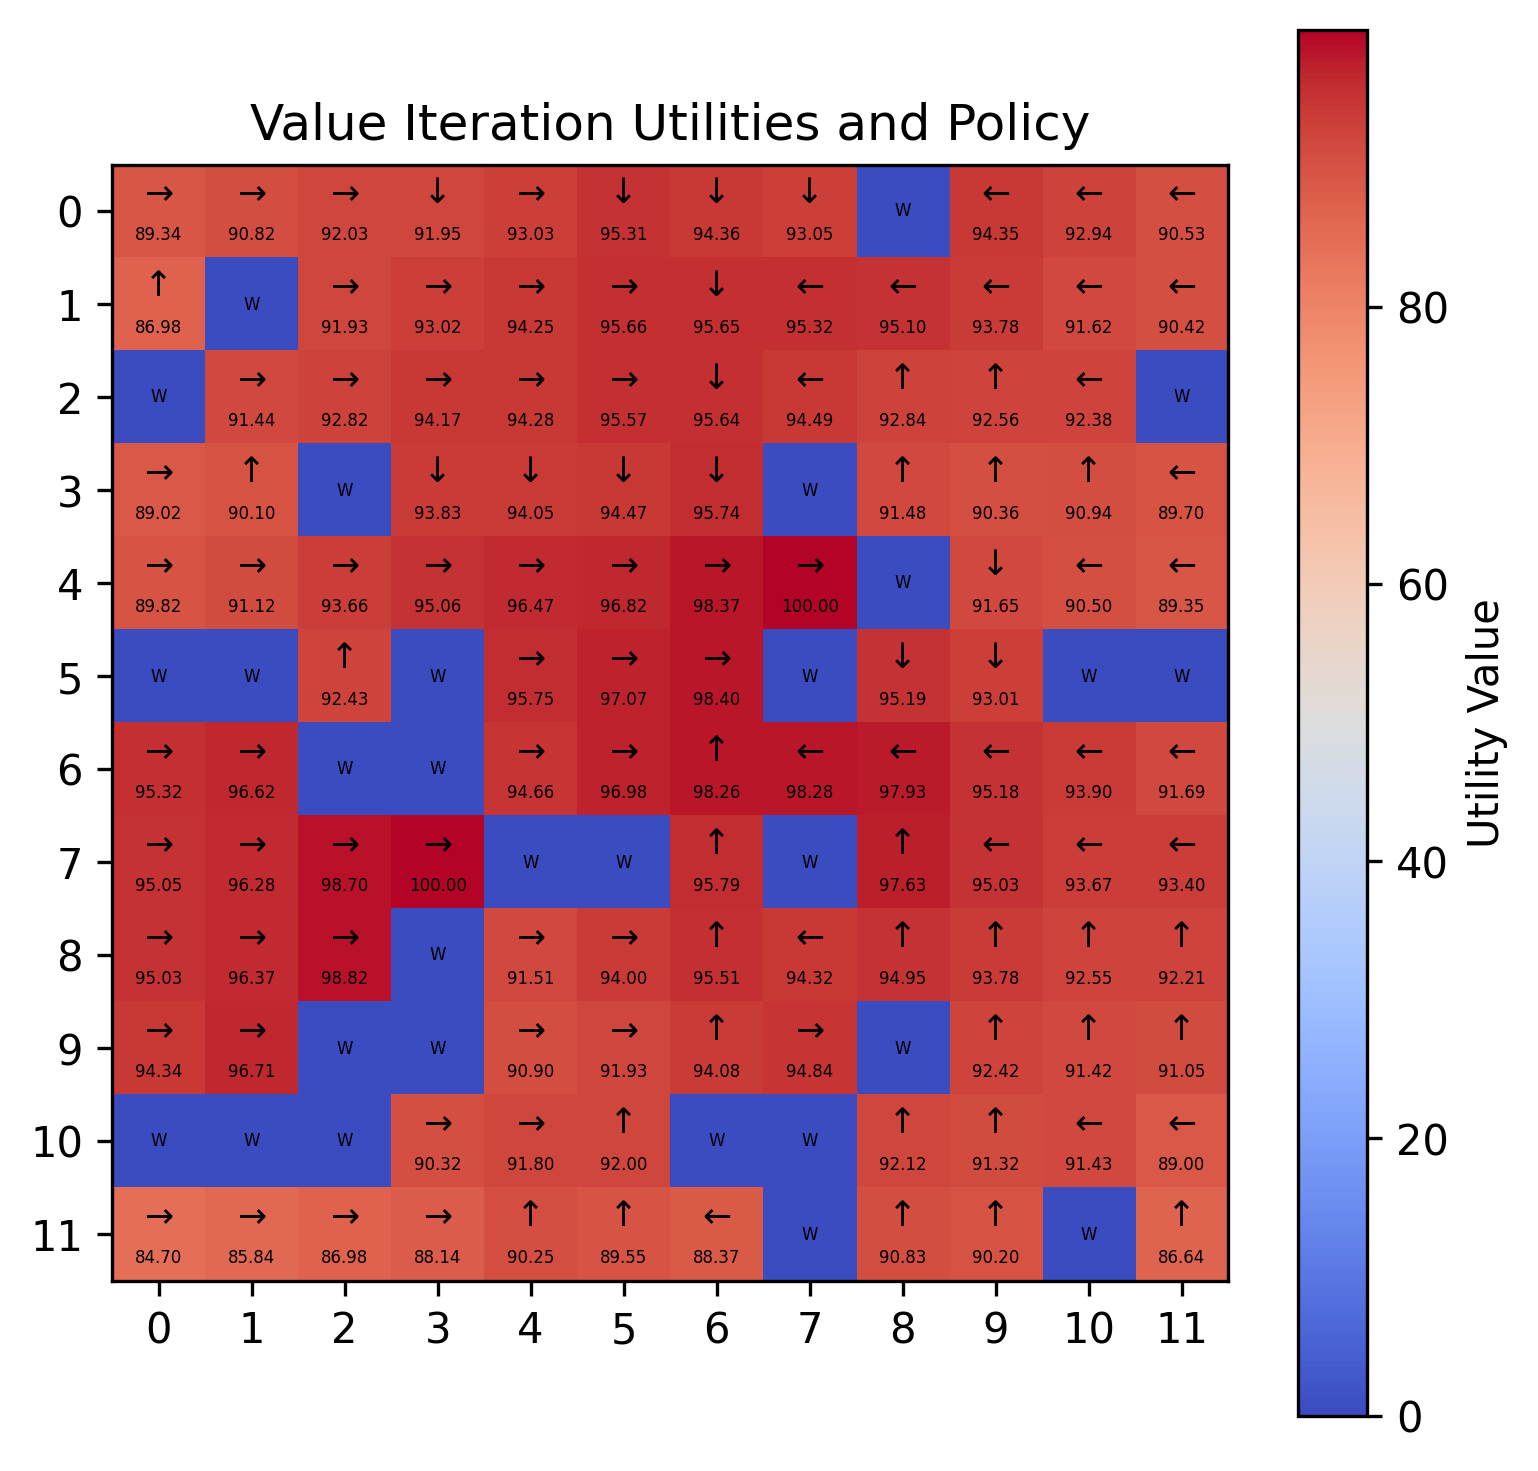 Value Iteration Utilities and Policy
0 → → → ↓ → ↓ ↓ ↓ W ← ← ←
89.34 90.82 92.03 91.95 93.03 95.31 94.36 93.05 94.35 92.94 90.53
1 ↑ W → → → → ↓ ← ← ← ← ←
86.98 91.93 93.02 94.25 95.66 95.65 95.32 95.10 93.78 91.62 90.42
2 W → → → → → ↓ ← ↑ ↑ ← W
91.44 92.82 94.17 94.28 95.57 95.64 94.49 92.84 92.56 92.38
3 → ↑ W ↓ ↓ ↓ ↓ W ↑ ↑ ↑ ←
89.02 90.10 93.83 94.05 94.47 95.74 91.48 90.36 90.94 89.70
4 → → → → → → → → W ↓ ← ←
89.82 91.12 93.66 95.06 96.47 96.82 98.37 100.00 91.65 90.50 89.35
5 W W ↑ W → → → W ↓ ↓ W W
92.43 95.75 97.07 98.40 95.19 93.01
6 → → W W → → ↑ ← ← ← ← ←
95.32 96.62 94.66 96.98 98.26 98.28 97.93 95.18 93.90 91.69
7 → → → → W W ↑ W ↑ ← ← ←
95.05 96.28 98.70 100.00 95.79 97.63 95.03 93.67 93.40
8 → → → W → → ↑ ← ↑ ↑ ↑ ↑
95.03 96.37 98.82 91.51 94.00 95.51 94.32 94.95 93.78 92.55 92.21
9 → → W W → → ↑ → W ↑ ↑ ↑
94.34 96.71 90.90 91.93 94.08 94.84 92.42 91.42 91.05
10 W W W → → ↑ W W ↑ ↑ ← ←
90.32 91.80 92.00 92.12 91.32 91.43 89.00
11 → → → → ↑ ↑ ← W ↑ ↑ W ↑
84.70 85.84 86.98 88.14 90.25 89.55 88.37 90.83 90.20 86.64
0 1 2 3 4 5 6 7 8 9 10 11
80
60
40
20
0
Utility Value